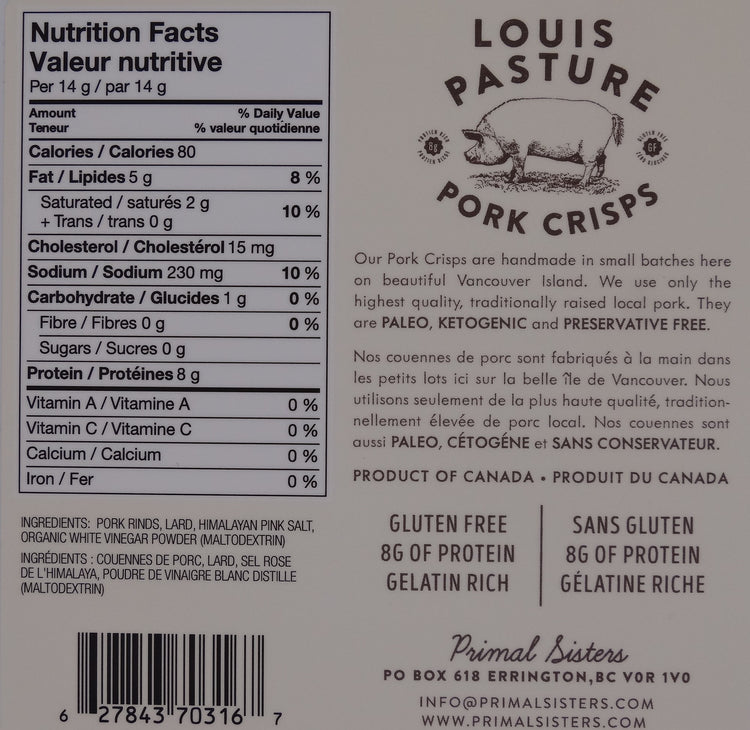 Nutrition Facts
Valeur nutritive
Per 14 g / par 14 g
Amount % Daily Value
Teneur % valeur quotidienne
Calories / Calories 80
Fat / Lipides 5 g 8 %
Saturated / saturés 2 g
+ Trans / trans 0 g 10 %
Cholesterol / Cholestérol 15 mg
Sodium / Sodium 230 mg 10 %
Carbohydrate / Glucides 1 g 0 %
Fibre / Fibres 0 g 0 %
Sugars / Sucres 0 g
Protein / Protéines 8 g
Vitamin A / Vitamine A 0 %
Vitamin C / Vitamine C 0 %
Calcium / Calcium 0 %
Iron / Fer 0 %
INGREDIENTS: PORK RINDS, LARD, HIMALAYAN PINK SALT,
ORGANIC WHITE VINEGAR POWDER (MALTODEXTRIN)
INGRÉDIENTS : COUENNES DE PORC, LARD, SEL ROSE
DE L'HIMALAYA, POUDRE DE VINAIGRE BLANC DISTILLE
(MALTODEXTRIN)
6 27843 70316 7
LOUIS
PASTURE
8g
GF
PORK CRISPS
Our Pork Crisps are handmade in small batches here
on beautiful Vancouver Island. We use only the
highest quality, traditionally raised local pork. They
are PALEO, KETOGENIC and PRESERVATIVE FREE.
Nos couennes de porc sont fabriqués à la main dans
les petits lots ici sur la belle île de Vancouver. Nous
utilisons seulement de la plus haute qualité, tradition-
nellement élevée de porc local. Nos couennes sont
aussi PALEO, CÉTOGÉNE et SANS CONSERVATEUR.
PRODUCT OF CANADA • PRODUIT DU CANADA
GLUTEN FREE
8G OF PROTEIN
GELATIN RICH
SANS GLUTEN
8G OF PROTEIN
GÉLATINE RICHE
Primal Sisters
PO BOX 618 ERRINGTON,BC V0R 1V0
INFO@PRIMALSISTERS.COM
WWW.PRIMALSISTERS.COM